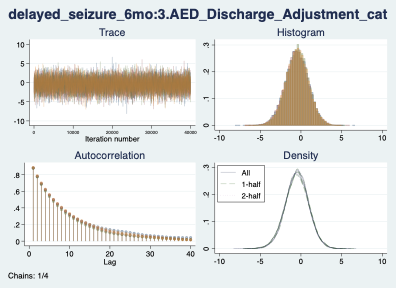 delayed_seizure_6mo:3.AED_Discharge_Adjustment_cat
Trace
10
5
0
-5
-10
0 10000 20000 30000 40000
Iteration number
Histogram
.3
.2
.1
0
-10 -5 0 5 10
Autocorrelation
.8
.6
.4
.2
0
0 10 20 30 40
Lag
Density
All
1-half
2-half
.3
.2
.1
0
-10 -5 0 5 10
Chains: 1/4